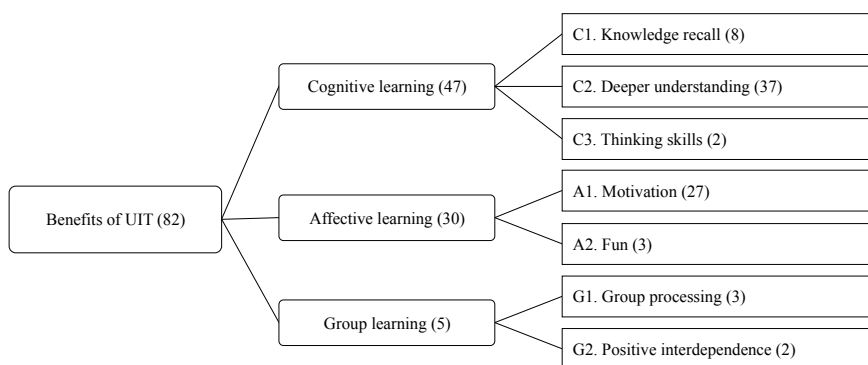 C1. Knowledge recall (8)
Cognitive learning (47)
C2. Deeper understanding (37)
C3. Thinking skills (2)
Benefits of UIT (82)
A1. Motivation (27)
Affective learning (30)
A2. Fun (3)
G1. Group processing (3)
Group learning (5)
G2. Positive interdependence (2)